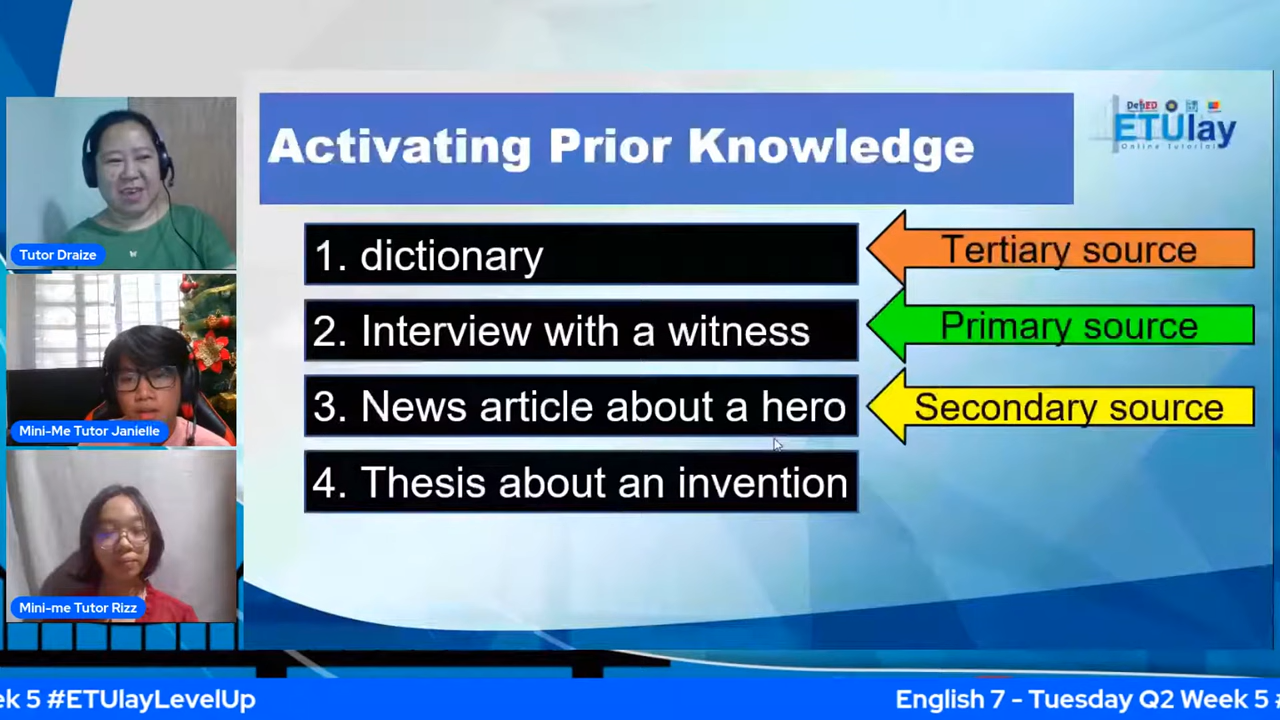 Activating Prior Knowledge
DepED
ETUlay
Online Tutorial
1. dictionary
Tertiary source
2. Interview with a witness
Primary source
3. News article about a hero
Secondary source
4. Thesis about an invention
Tutor Draize
Mini-Me Tutor Janielle
Mini-me Tutor Rizz
ek 5 #ETUlayLevelUp
English 7 - Tuesday Q2 Week 5 #